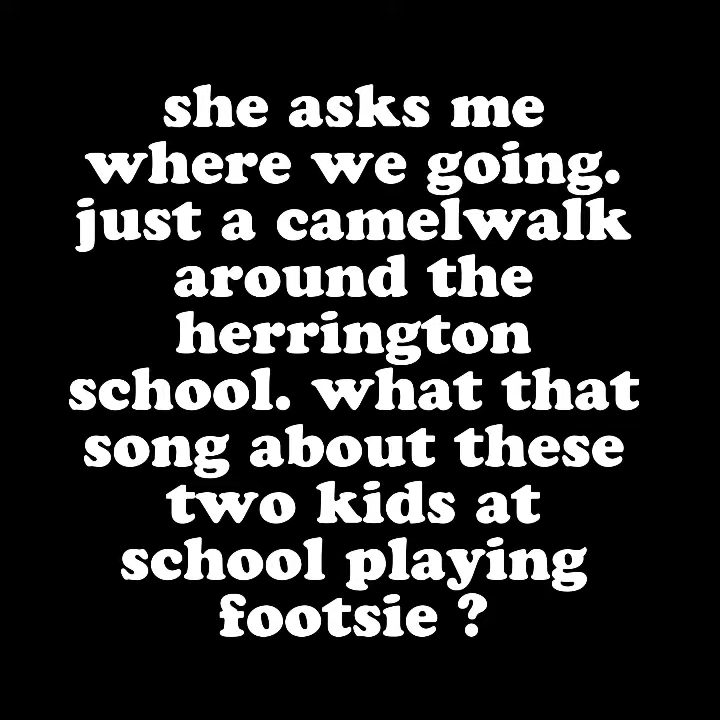 she asks me
where we going.
just a camelwalk
around the
herrington
school. what that
song about these
two kids at
school playing
footsie ?